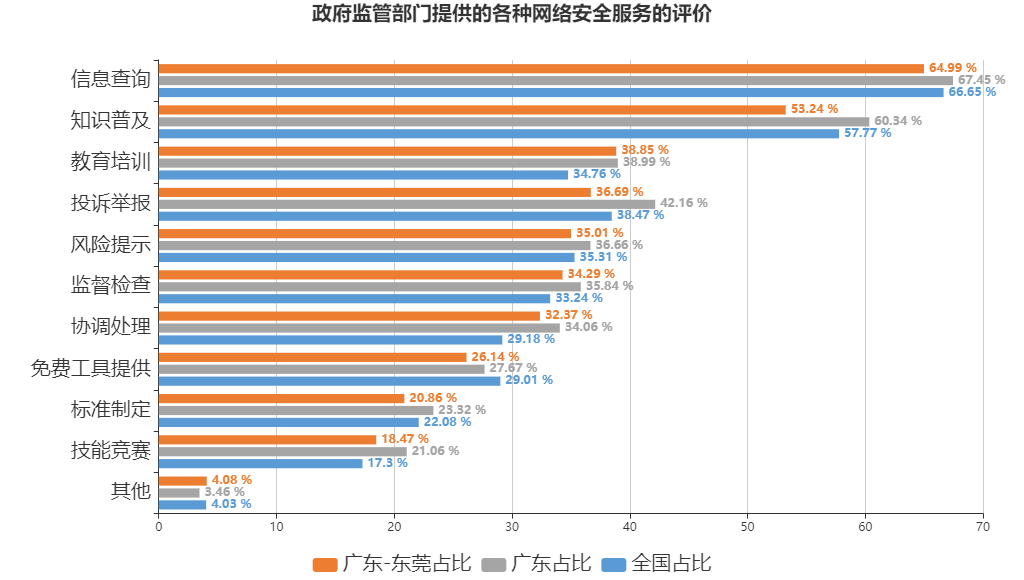 政府监管部门提供的各种网络安全服务的评价
信息查询
64.99 %
67.45 %
66.65 %
知识普及
53.24 %
60.34 %
57.77 %
教育培训
38.85 %
38.99 %
34.76 %
投诉举报
36.69 %
42.16 %
38.47 %
风险提示
35.01 %
36.66 %
35.31 %
监督检查
34.29 %
35.84 %
33.24 %
协调处理
32.37 %
34.06 %
29.18 %
免费工具提供
26.14 %
27.67 %
29.01 %
标准制定
20.86 %
23.32 %
22.08 %
技能竞赛
18.47 %
21.06 %
17.3 %
其他
4.08 %
3.46 %
4.03 %
0 10 20 30 40 50 60 70
广东-东莞占比 广东占比 全国占比